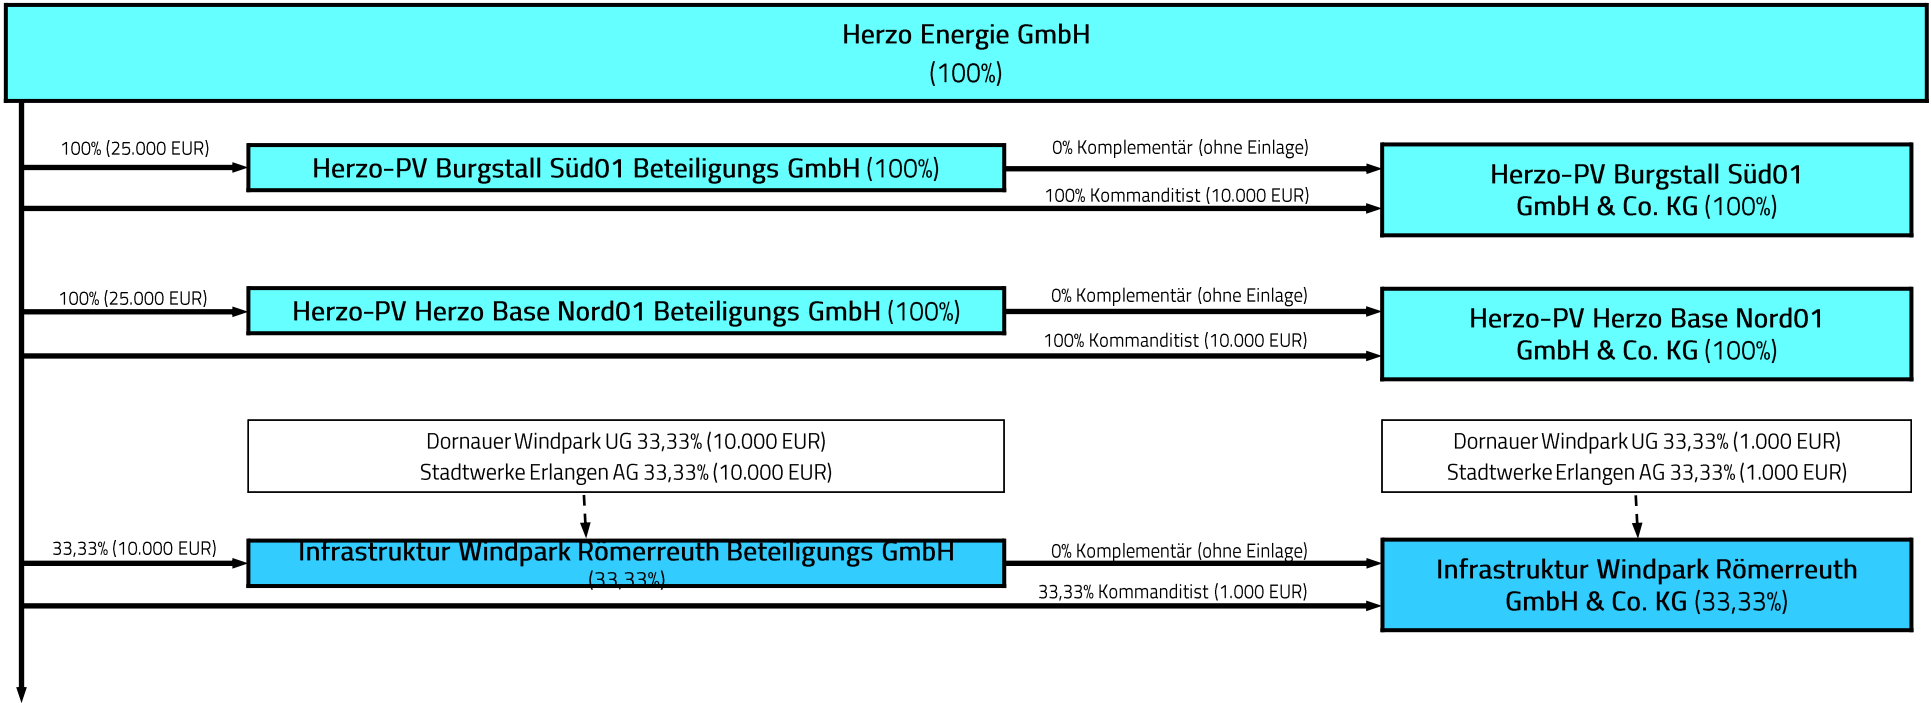 Herzo Energie GmbH
(100%)
100% (25.000 EUR)
Herzo-PV Burgstall Süd01 Beteiligungs GmbH (100%)
0% Komplementär (ohne Einlage)
100% Kommanditist (10.000 EUR)
Herzo-PV Burgstall Süd01
GmbH & Co. KG (100%)
100% (25.000 EUR)
Herzo-PV Herzo Base Nord01 Beteiligungs GmbH (100%)
0% Komplementär (ohne Einlage)
100% Kommanditist (10.000 EUR)
Herzo-PV Herzo Base Nord01
GmbH & Co. KG (100%)
Dornauer Windpark UG 33,33% (10.000 EUR)
Stadtwerke Erlangen AG 33,33% (10.000 EUR)
Dornauer Windpark UG 33,33% (1.000 EUR)
Stadtwerke Erlangen AG 33,33% (1.000 EUR)
33,33% (10.000 EUR)
Infrastruktur Windpark Römerreuth Beteiligungs GmbH
(33,33%)
0% Komplementär (ohne Einlage)
33,33% Kommanditist (1.000 EUR)
Infrastruktur Windpark Römerreuth
GmbH & Co. KG (33,33%)